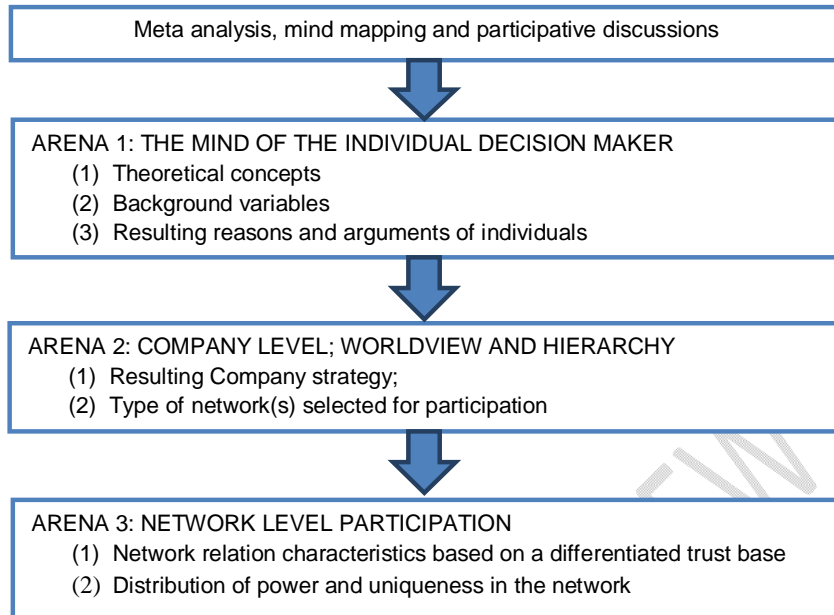 Meta analysis, mind mapping and participative discussions
ARENA 1: THE MIND OF THE INDIVIDUAL DECISION MAKER
(1) Theoretical concepts
(2) Background variables
(3) Resulting reasons and arguments of individuals
ARENA 2: COMPANY LEVEL; WORLDVIEW AND HIERARCHY
(1) Resulting Company strategy;
(2) Type of network(s) selected for participation
ARENA 3: NETWORK LEVEL PARTICIPATION
(1) Network relation characteristics based on a differentiated trust base
(2) Distribution of power and uniqueness in the network